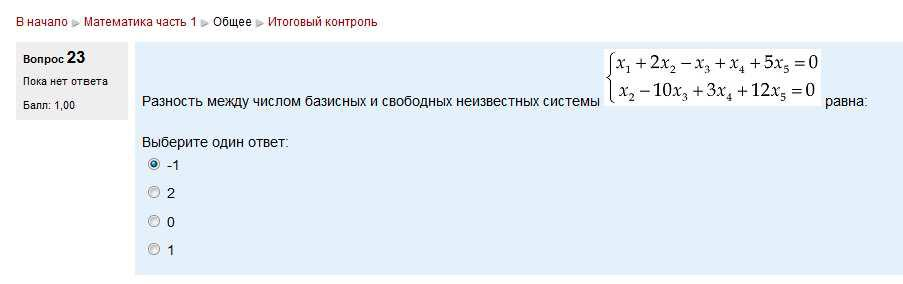 В начало ▶ Математика часть 1 ▶ Общее ▶ Итоговый контроль
Вопрос 23
Пока нет ответа
Балл: 1,00
Разность между числом базисных и свободных неизвестных системы { x₁ + 2x₂ − x₃ + x₄ + 5x₅ = 0
x₂ − 10x₃ + 3x₄ + 12x₅ = 0 равна:
Выберите один ответ:
-1
2
0
1